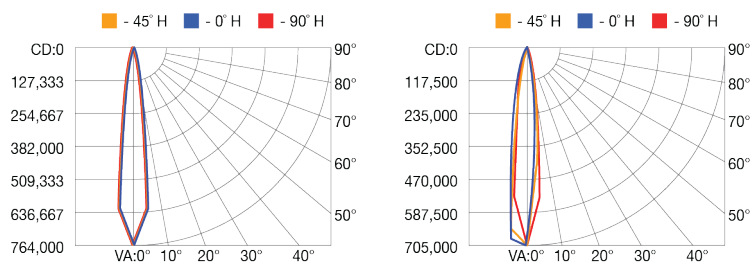 - 45° H - 0° H - 90° H
CD:0 90°
127,333 80°
254,667 70°
382,000 60°
509,333
636,667 50°
764,000
VA:0° 10° 20° 30° 40°
- 45° H - 0° H - 90° H
CD:0 90°
117,500 80°
235,000 70°
352,500 60°
470,000
587,500 50°
705,000
VA:0° 10° 20° 30° 40°